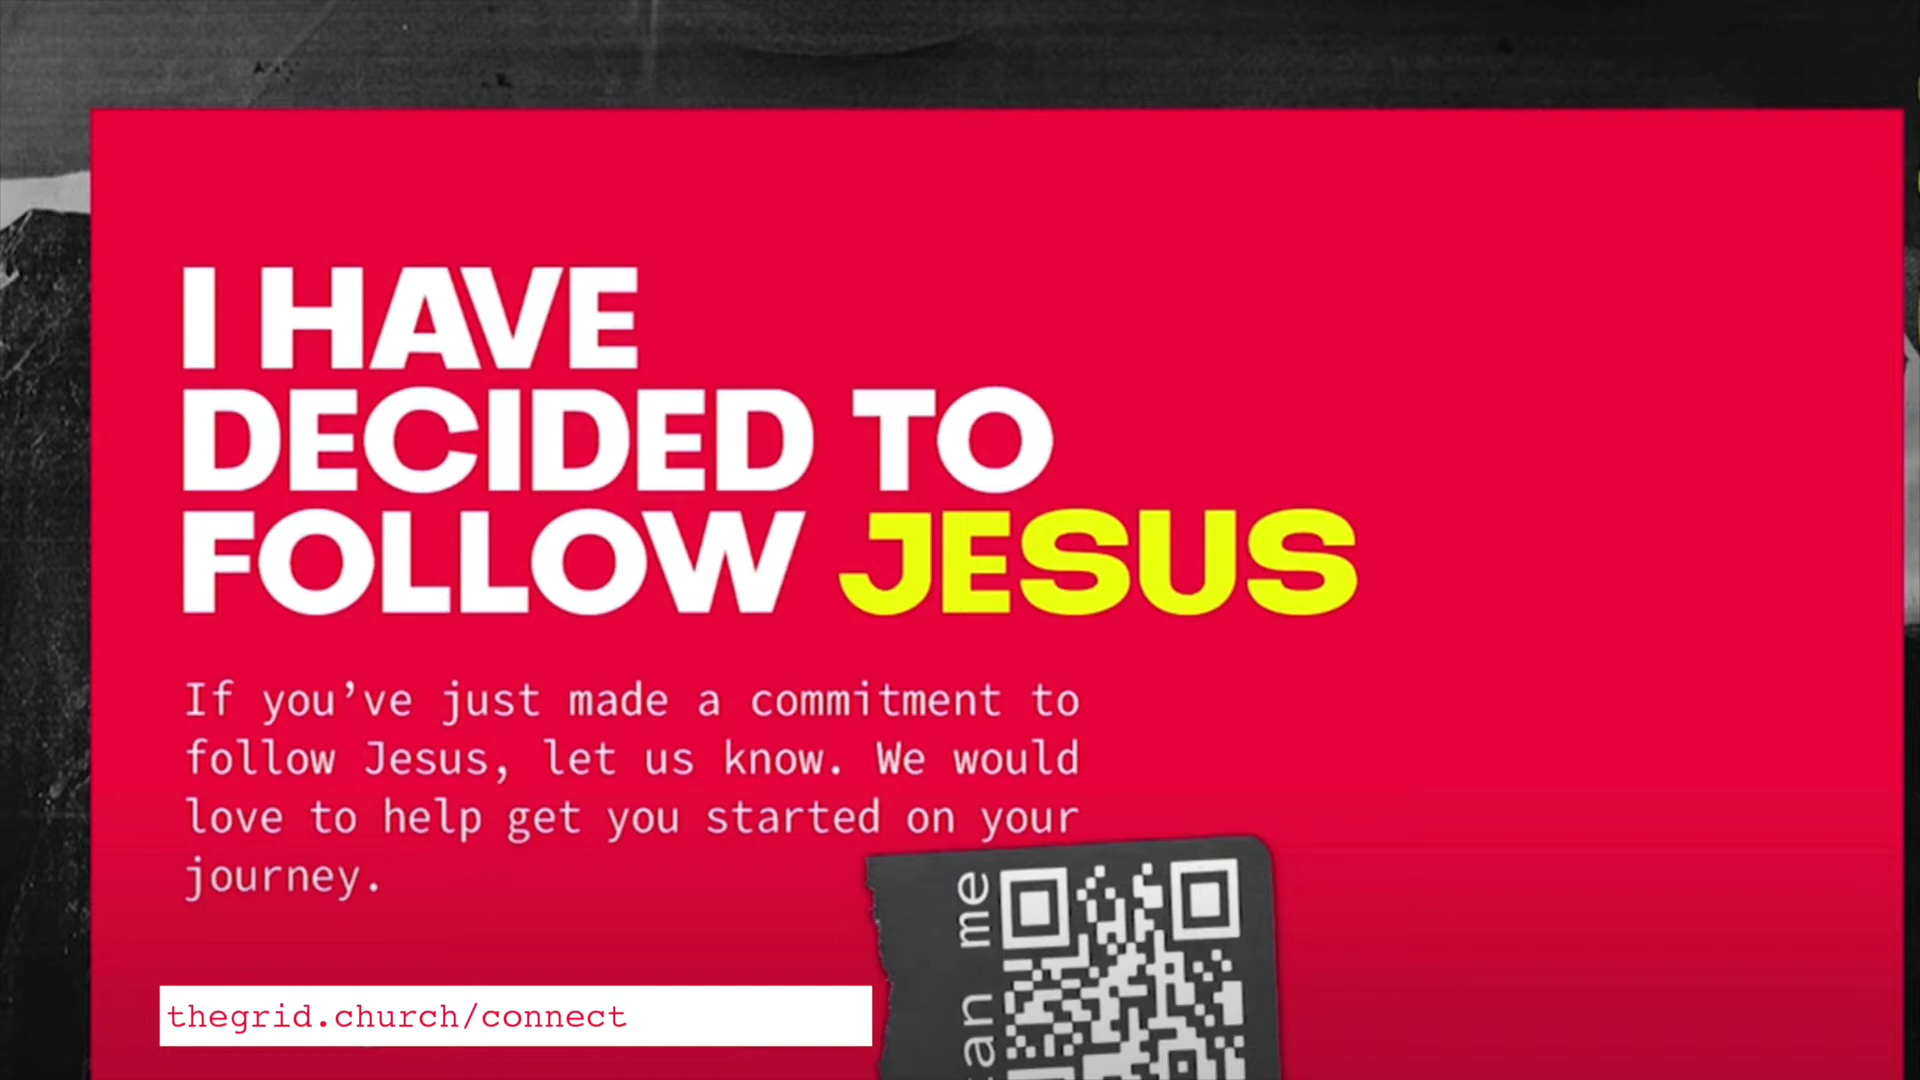 I HAVE
DECIDED TO
FOLLOW JESUS
If you’ve just made a commitment to
follow Jesus, let us know. We would
love to help get you started on your
journey.
thegrid.church/connect
me